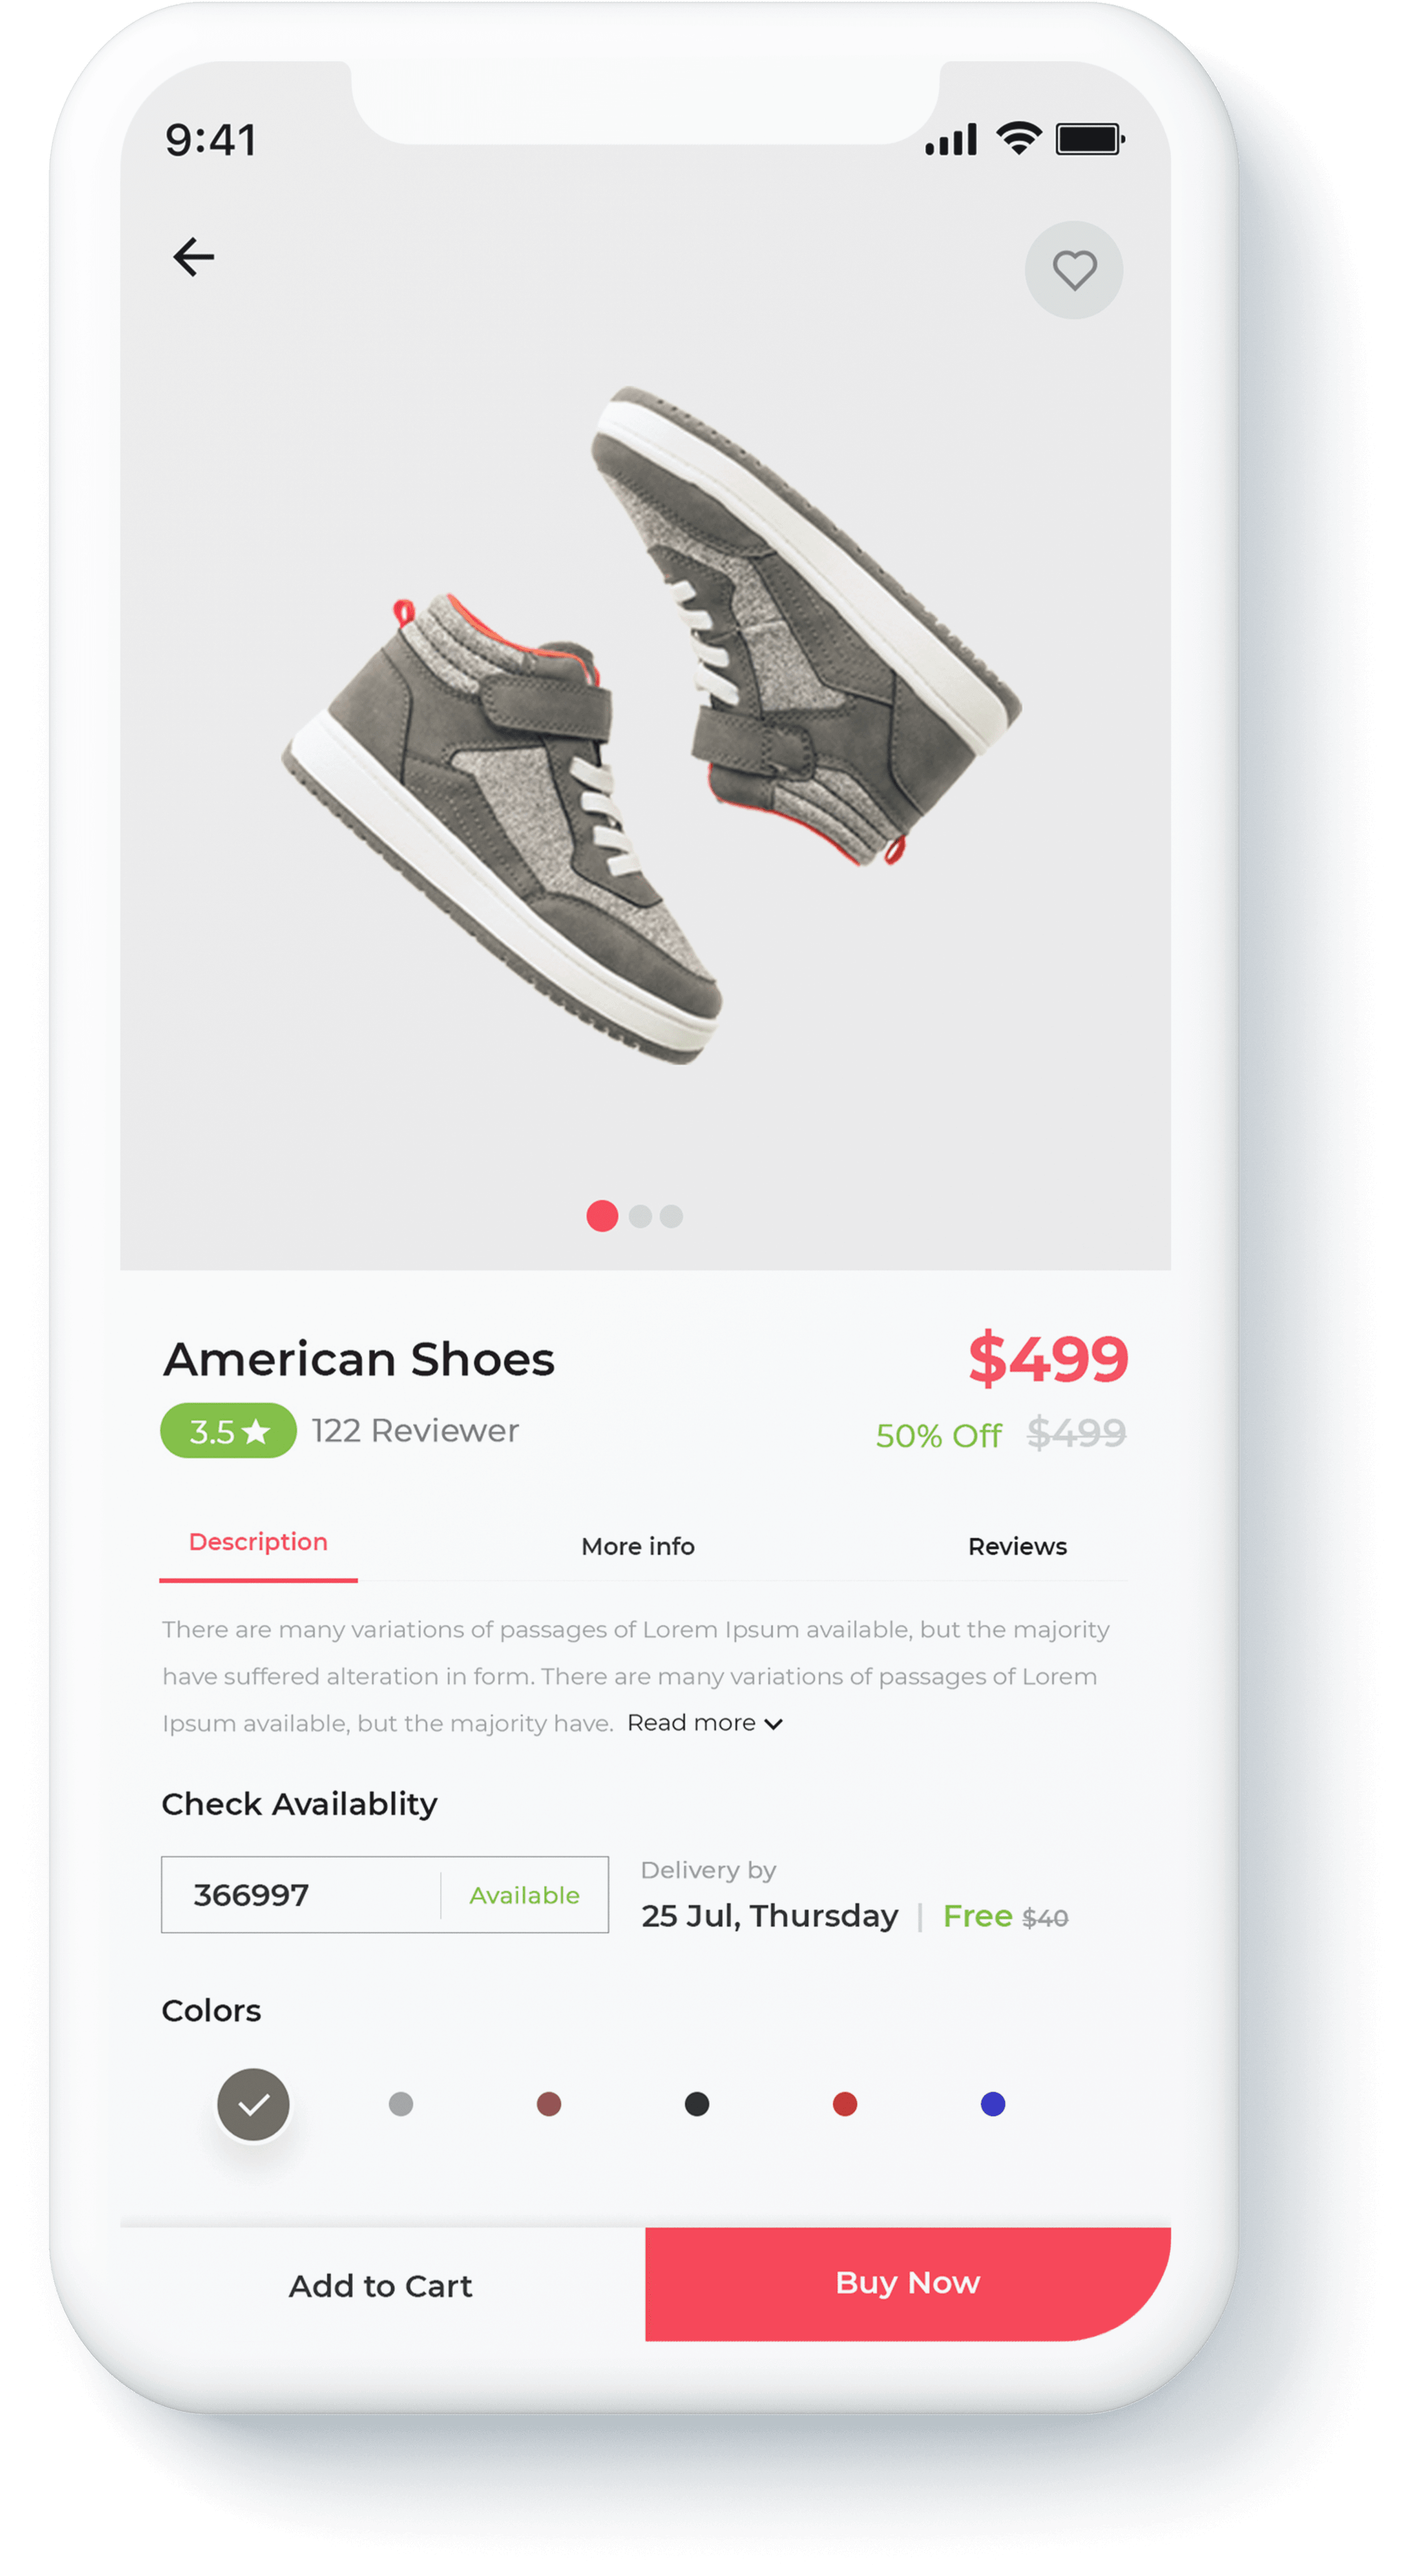 9:41
American Shoes
$499
3.5 122 Reviewer
50% Off $499
Description More info Reviews
There are many variations of passages of Lorem Ipsum available, but the majority
have suffered alteration in form. There are many variations of passages of Lorem
Ipsum available, but the majority have. Read more
Check Availablity
366997 Available
Delivery by
25 Jul, Thursday | Free $40
Colors
Add to Cart Buy Now